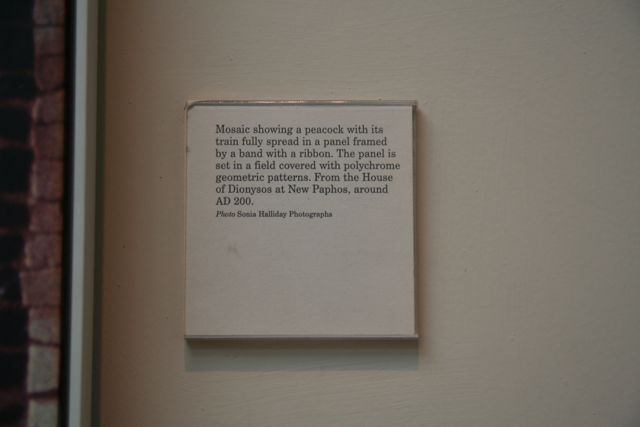 Mosaic showing a peacock with its
train fully spread in a panel framed
by a band with a ribbon. The panel is
set in a field covered with polychrome
geometric patterns. From the House
of Dionysos at New Paphos, around
AD 200.
Photo Sonia Halliday Photographs